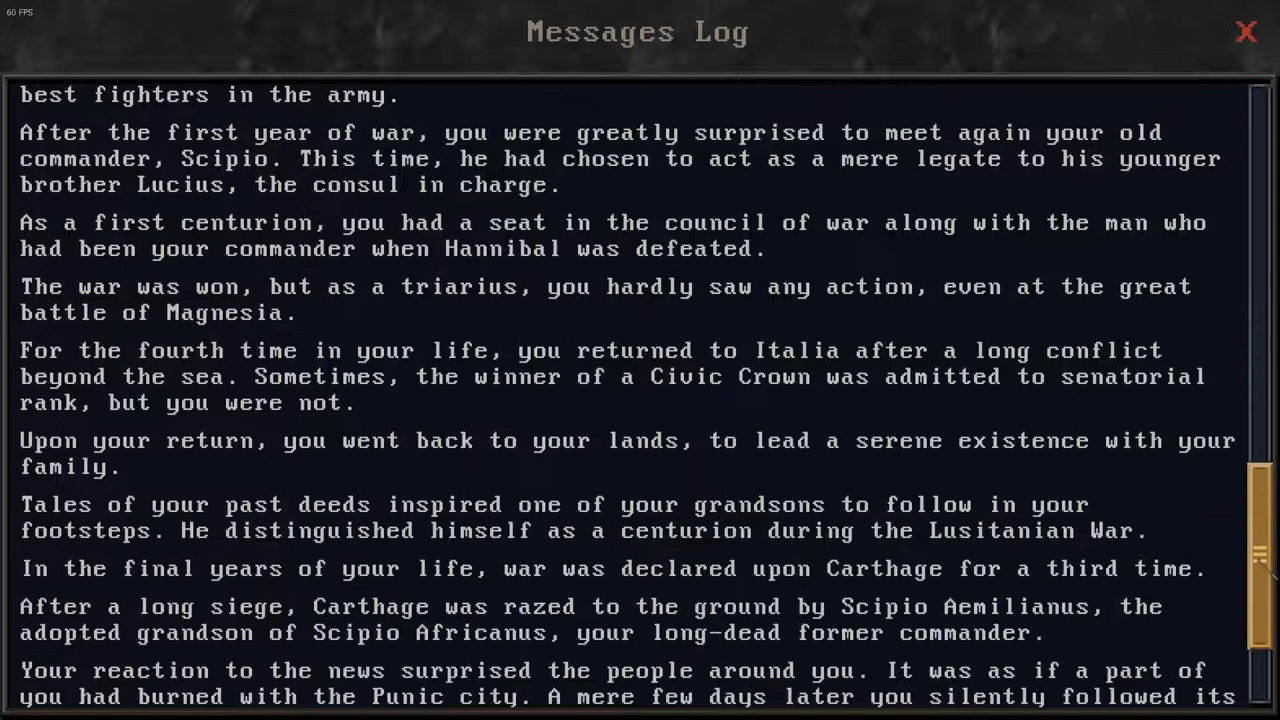 60 FPS
Messages Log
X
best fighters in the army.
After the first year of war, you were greatly surprised to meet again your old
commander, Scipio. This time, he had chosen to act as a mere legate to his younger
brother Lucius, the consul in charge.
As a first centurion, you had a seat in the council of war along with the man who
had been your commander when Hannibal was defeated.
The war was won, but as a triarius, you hardly saw any action, even at the great
battle of Magnesia.
For the fourth time in your life, you returned to Italia after a long conflict
beyond the sea. Sometimes, the winner of a Civic Crown was admitted to senatorial
rank, but you were not.
Upon your return, you went back to your lands, to lead a serene existence with your
family.
Tales of your past deeds inspired one of your grandsons to follow in your
footsteps. He distinguished himself as a centurion during the Lusitanian War.
In the final years of your life, war was declared upon Carthage for a third time.
After a long siege, Carthage was razed to the ground by Scipio Aemilianus, the
adopted grandson of Scipio Africanus, your long-dead former commander.
Your reaction to the news surprised the people around you. It was as if a part of
you had burned with the Punic city. A mere few days later you silently followed its